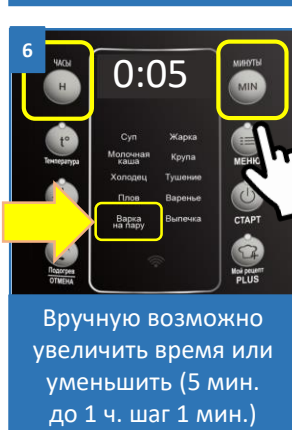 6
ЧАСЫ
МИНУТЫ
0:05
H
MIN
Суп
Жарка
t°
Температура
Молочная
каша
Крупа
МЕНЮ
Холодец
Тушение
Плов
Варенье
Варка
на пару
Выпечка
СТАРТ
Подогрев
ОТМЕНА
Мой рецепт
PLUS
Вручную возможно
увеличить время или
уменьшить (5 мин.
до 1 ч. шаг 1 мин.)